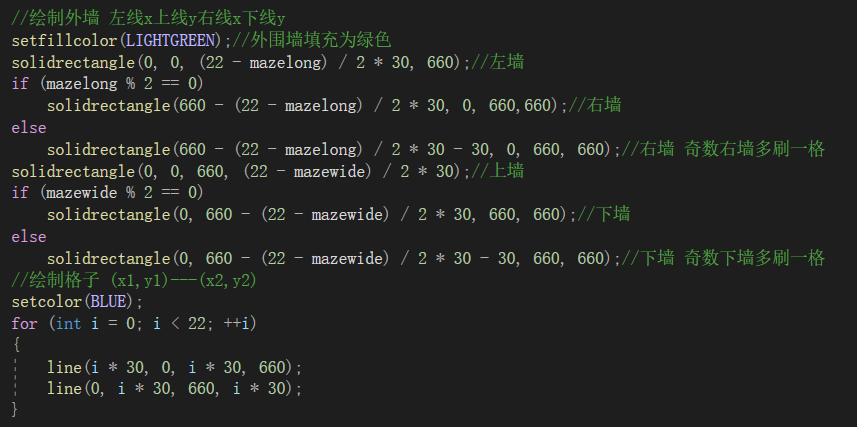 //绘制外墙 左线x上线y右线x下线y
setfillcolor(LIGHTGREEN);//外围墙填充为绿色
solidrectangle(0, 0, (22 - mazelong) / 2 * 30, 660);//左墙
if (mazelong % 2 == 0)
    solidrectangle(660 - (22 - mazelong) / 2 * 30, 0, 660,660);//右墙
else
    solidrectangle(660 - (22 - mazelong) / 2 * 30 - 30, 0, 660, 660);//右墙 奇数右墙多刷一格
solidrectangle(0, 0, 660, (22 - mazewide) / 2 * 30);//上墙
if (mazewide % 2 == 0)
    solidrectangle(0, 660 - (22 - mazewide) / 2 * 30, 660, 660);//下墙
else
    solidrectangle(0, 660 - (22 - mazewide) / 2 * 30 - 30, 660, 660);//下墙 奇数下墙多刷一格
//绘制格子 (x1,y1)---(x2,y2)
setcolor(BLUE);
for (int i = 0; i < 22; ++i)
{
    line(i * 30, 0, i * 30, 660);
    line(0, i * 30, 660, i * 30);
}